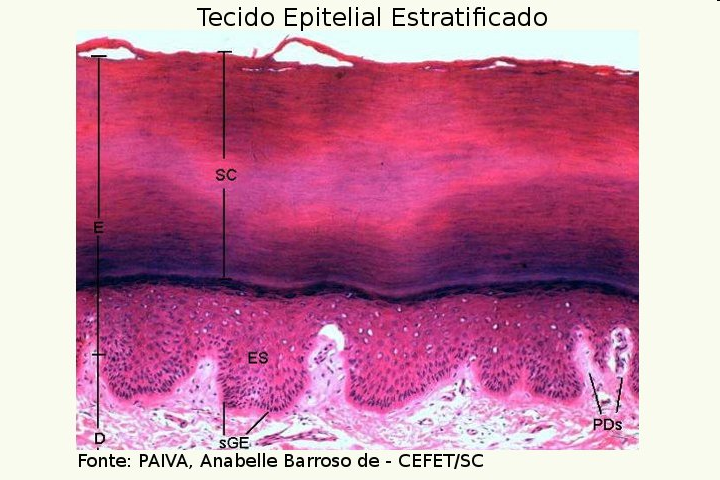 Tecido Epitelial Estratificado
SC
E
ES
PDs
D
sGE
Fonte: PAIVA, Anabelle Barroso de - CEFET/SC